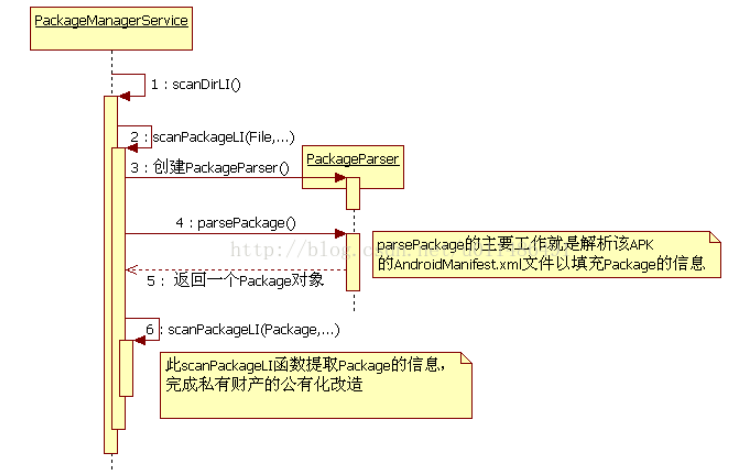 PackageManagerService
1：scanDirLI()
2：scanPackageLI(File,...)
3：创建PackageParser()
PackageParser
4：parsePackage()
parsePackage的主要工作就是解析该APK
的AndroidManifest.xml文件以填充Package的信息
5： 返回一个Package对象
6：scanPackageLI(Package,...)
此scanPackageLI函数提取Package的信息，
完成私有财产的公有化改造